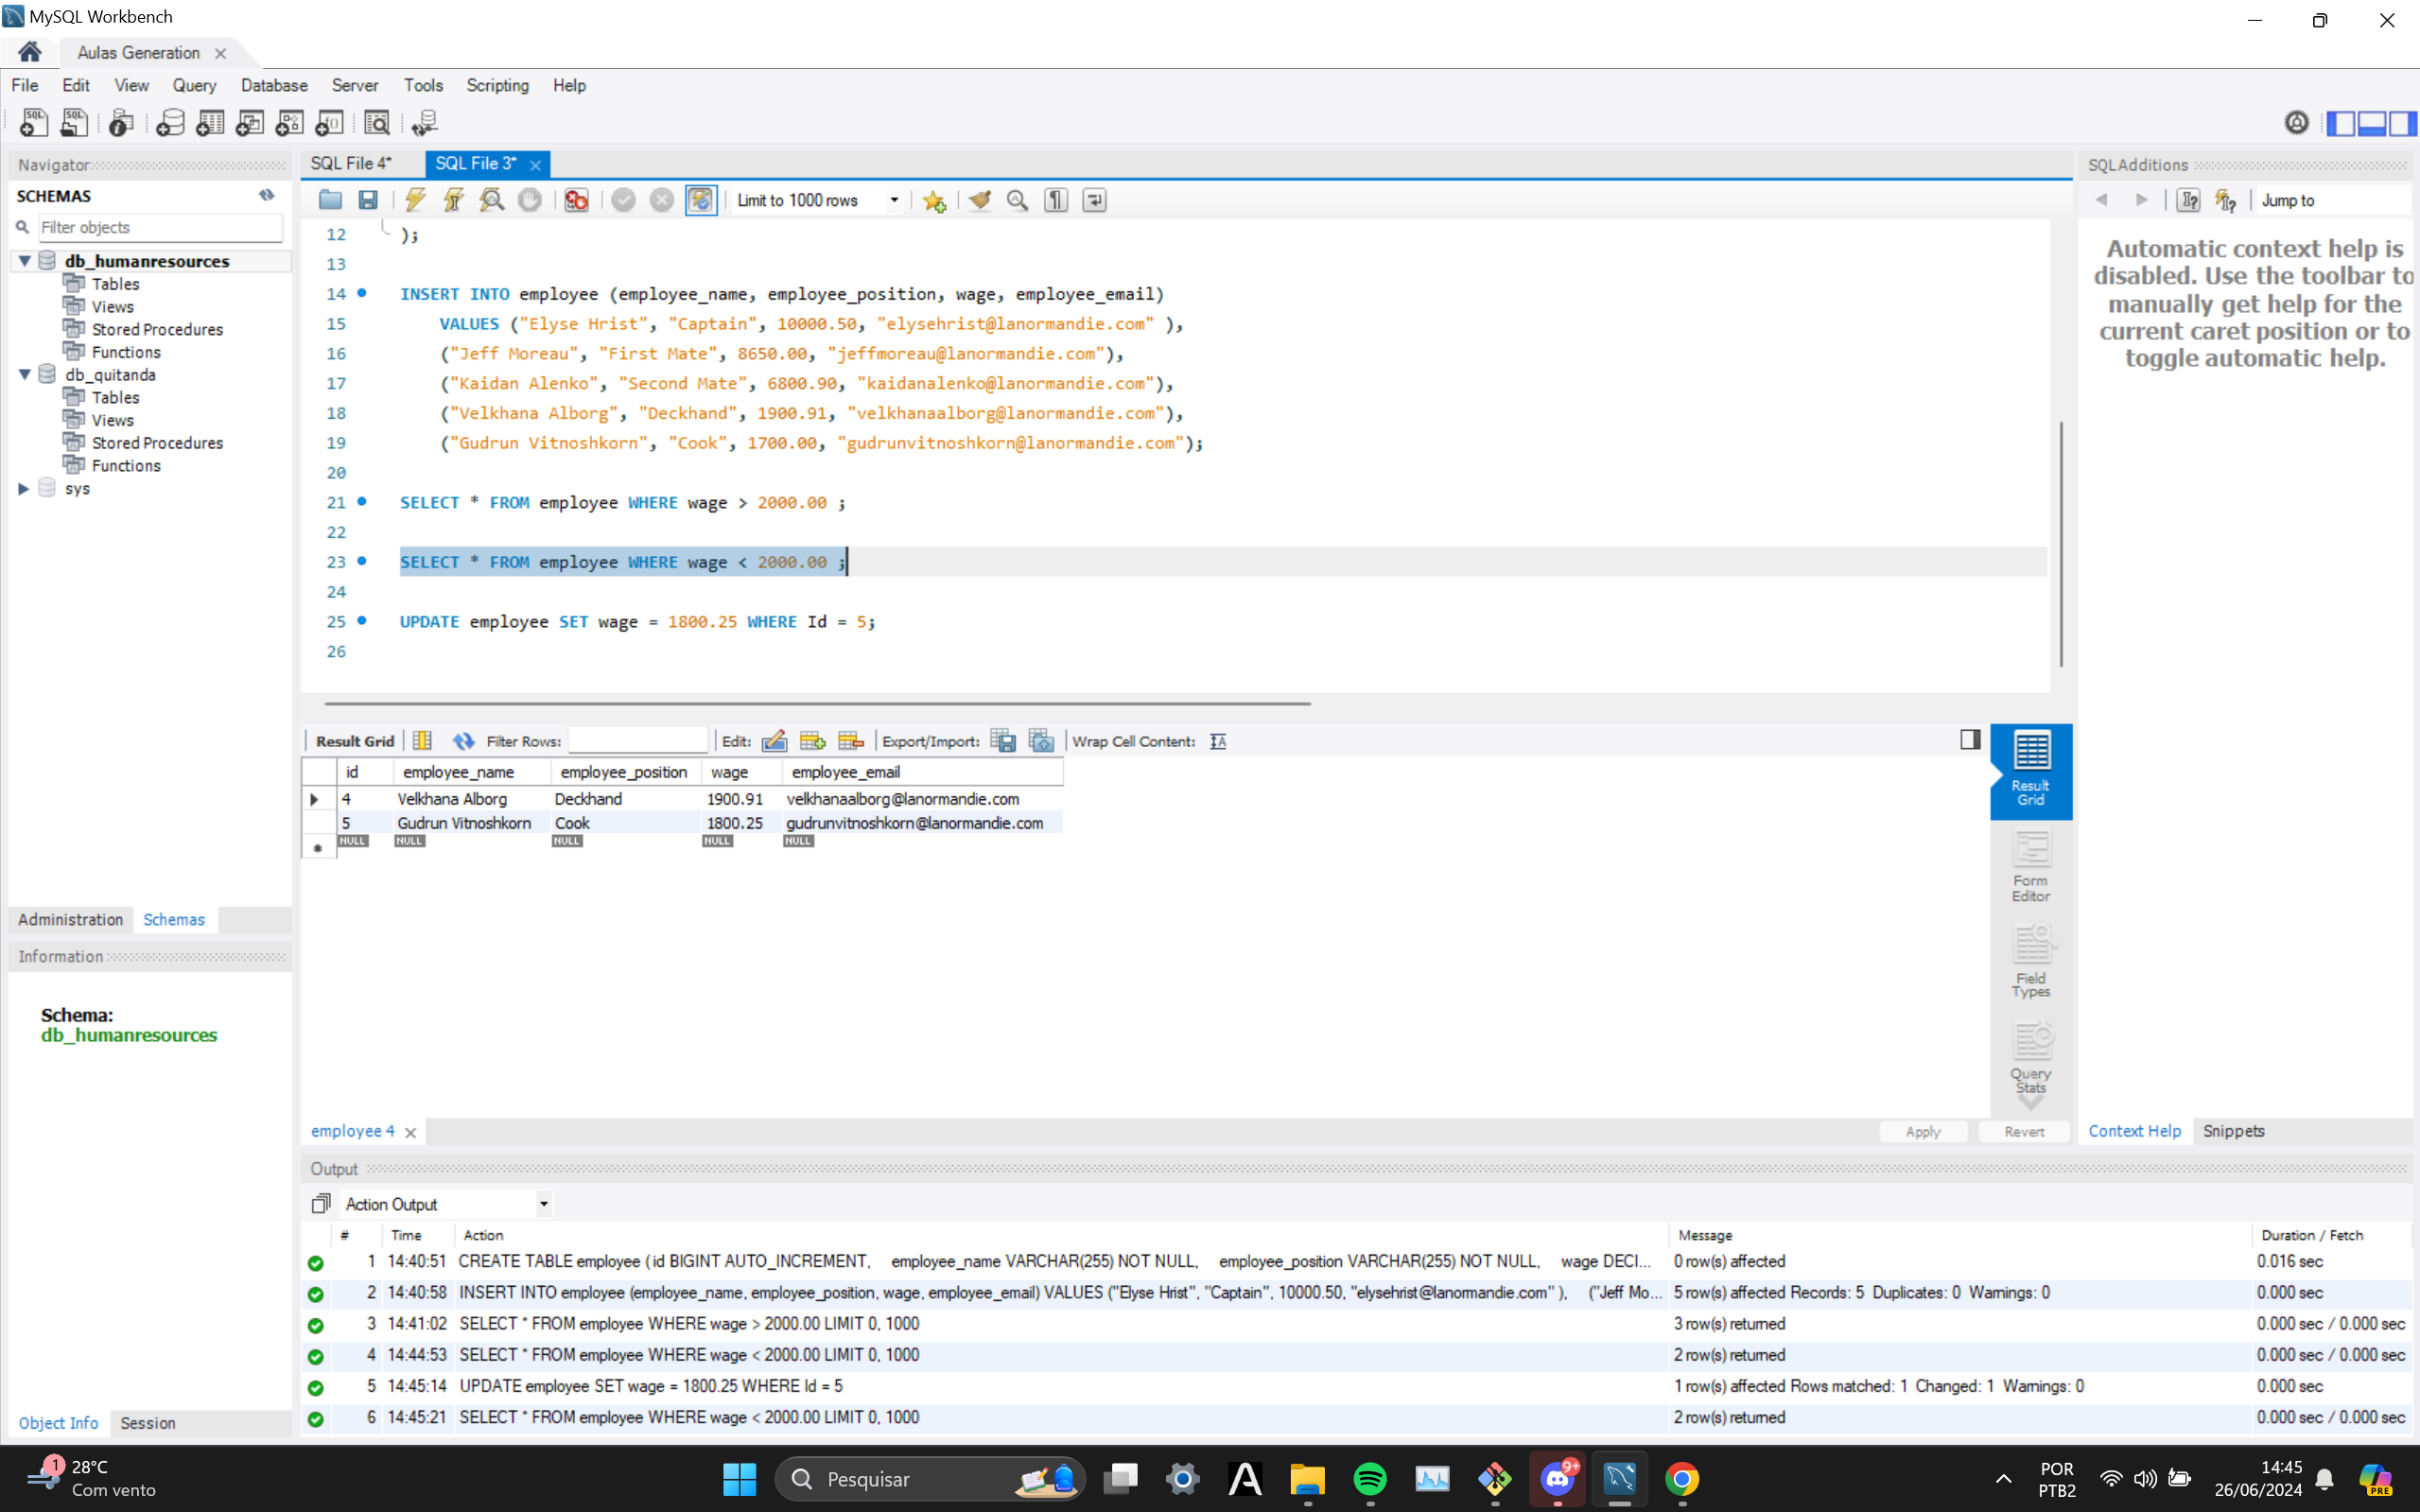 MySQL Workbench
Aulas Generation
File Edit View Query Database Server Tools Scripting Help
Navigator
SCHEMAS
Filter objects
db_humanresources
Tables
Views
Stored Procedures
Functions
db_quitanda
Tables
Views
Stored Procedures
Functions
sys
Administration Schemas
Information
Schema:
db_humanresources
Object Info Session
SQL File 4* SQL File 3*
Limit to 1000 rows
12 );
13
14 INSERT INTO employee (employee_name, employee_position, wage, employee_email)
15 VALUES ("Elyse Hrist", "Captain", 10000.50, "elysehrist@lanormandie.com" ),
16 ("Jeff Moreau", "First Mate", 8650.00, "jeffmoreau@lanormandie.com"),
17 ("Kaidan Alenko", "Second Mate", 6800.90, "kaidanalenko@lanormandie.com"),
18 ("Velkhana Alborg", "Deckhand", 1900.91, "velkhanaalborg@lanormandie.com"),
19 ("Gudrun Vitnoshkorn", "Cook", 1700.00, "gudrunvitnoshkorn@lanormandie.com");
20
21 SELECT * FROM employee WHERE wage > 2000.00 ;
22
23 SELECT * FROM employee WHERE wage < 2000.00 ;
24
25 UPDATE employee SET wage = 1800.25 WHERE Id = 5;
26
Result Grid Filter Rows: Edit: Export/Import: Wrap Cell Content:
id employee_name employee_position wage employee_email
4 Velkhana Alborg Deckhand 1900.91 velkhanaalborg@lanormandie.com
5 Gudrun Vitnoshkorn Cook 1800.25 gudrunvitnoshkorn@lanormandie.com
NULL NULL NULL NULL NULL
Result
Grid
Form
Editor
Field
Types
Query
Stats
employee 4 Apply Revert
SQLAdditions
Jump to
Automatic context help is
disabled. Use the toolbar to
manually get help for the
current caret position or to
toggle automatic help.
Context Help Snippets
Output
Action Output
# Time Action Message Duration / Fetch
1 14:40:51 CREATE TABLE employee ( id BIGINT AUTO_INCREMENT, employee_name VARCHAR(255) NOT NULL, employee_position VARCHAR(255) NOT NULL, wage DECI... 0 row(s) affected 0.016 sec
2 14:40:58 INSERT INTO employee (employee_name, employee_position, wage, employee_email) VALUES ("Elyse Hrist", "Captain", 10000.50, "elysehrist@lanormandie.com" ), ("Jeff Mo... 5 row(s) affected Records: 5 Duplicates: 0 Warnings: 0 0.000 sec
3 14:41:02 SELECT * FROM employee WHERE wage > 2000.00 LIMIT 0, 1000 3 row(s) returned 0.000 sec / 0.000 sec
4 14:44:53 SELECT * FROM employee WHERE wage < 2000.00 LIMIT 0, 1000 2 row(s) returned 0.000 sec / 0.000 sec
5 14:45:14 UPDATE employee SET wage = 1800.25 WHERE Id = 5 1 row(s) affected Rows matched: 1 Changed: 1 Warnings: 0 0.000 sec
6 14:45:21 SELECT * FROM employee WHERE wage < 2000.00 LIMIT 0, 1000 2 row(s) returned 0.000 sec / 0.000 sec
1 28°C
Com vento
Pesquisar
9+
POR
PTB2
14:45
26/06/2024
PRE